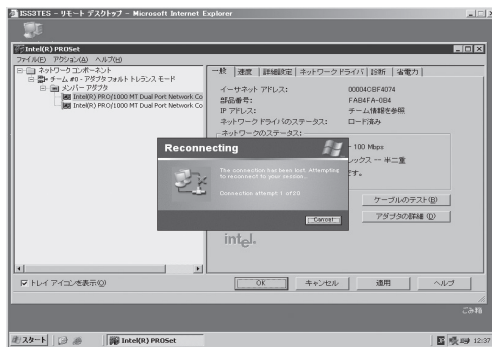 ISS3TES - リモート デスクトップ - Microsoft Internet Explorer
Intel(R) PROSet
ファイル(F) アクション(A) ヘルプ(H)
ネットワークコンポーネント
チーム #0 - アダプタ フォルト トレランス モード
メンバー アダプタ
Intel(R) PRO/1000 MT Dual Port Network Co
Intel(R) PRO/1000 MT Dual Port Network Co
一般 速度 詳細設定 ネットワークドライバ 診断 省電力
イーサネット アドレス: 00004CBF4074
部品番号: FAB4FA-0B4
IP アドレス: チーム情報を参照
ネットワーク ドライバのステータス: ロード済み
ネットワークのステータス:
- 100 Mbps
レックス -- 半二重
です。
Reconnecting
The connection has been lost. Attempting
to reconnect to your session...
Connection attempt 1 of 20
Cancel
ケーブルのテスト(B)
アダプタの詳細 (D)
intel.
トレイ アイコンを表示(O)
OK キャンセル 適用 ヘルプ
ごみ箱
スタート Intel(R) PROSet 12:37